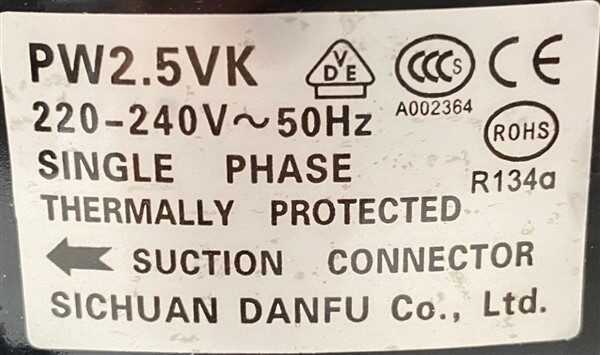 PW2.5VK VDE CCC S CE
220-240V~50Hz A002364
ROHS
SINGLE PHASE R134a
THERMALLY PROTECTED
SUCTION CONNECTOR
SICHUAN DANFU Co., Ltd.